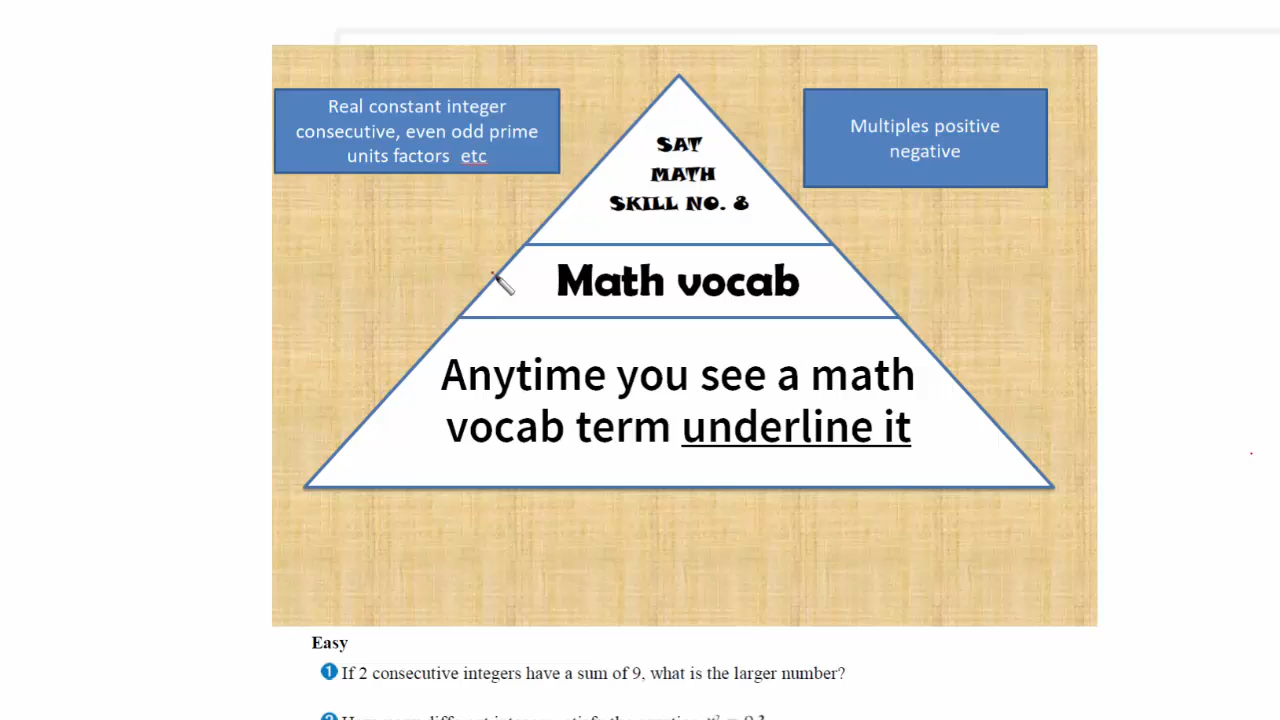 Real constant integer
consecutive, even odd prime
units factors etc
SAT
MATH
SKILL NO. 8
Multiples positive
negative
Math vocab
Anytime you see a math
vocab term underline it
Easy
1 If 2 consecutive integers have a sum of 9, what is the larger number?